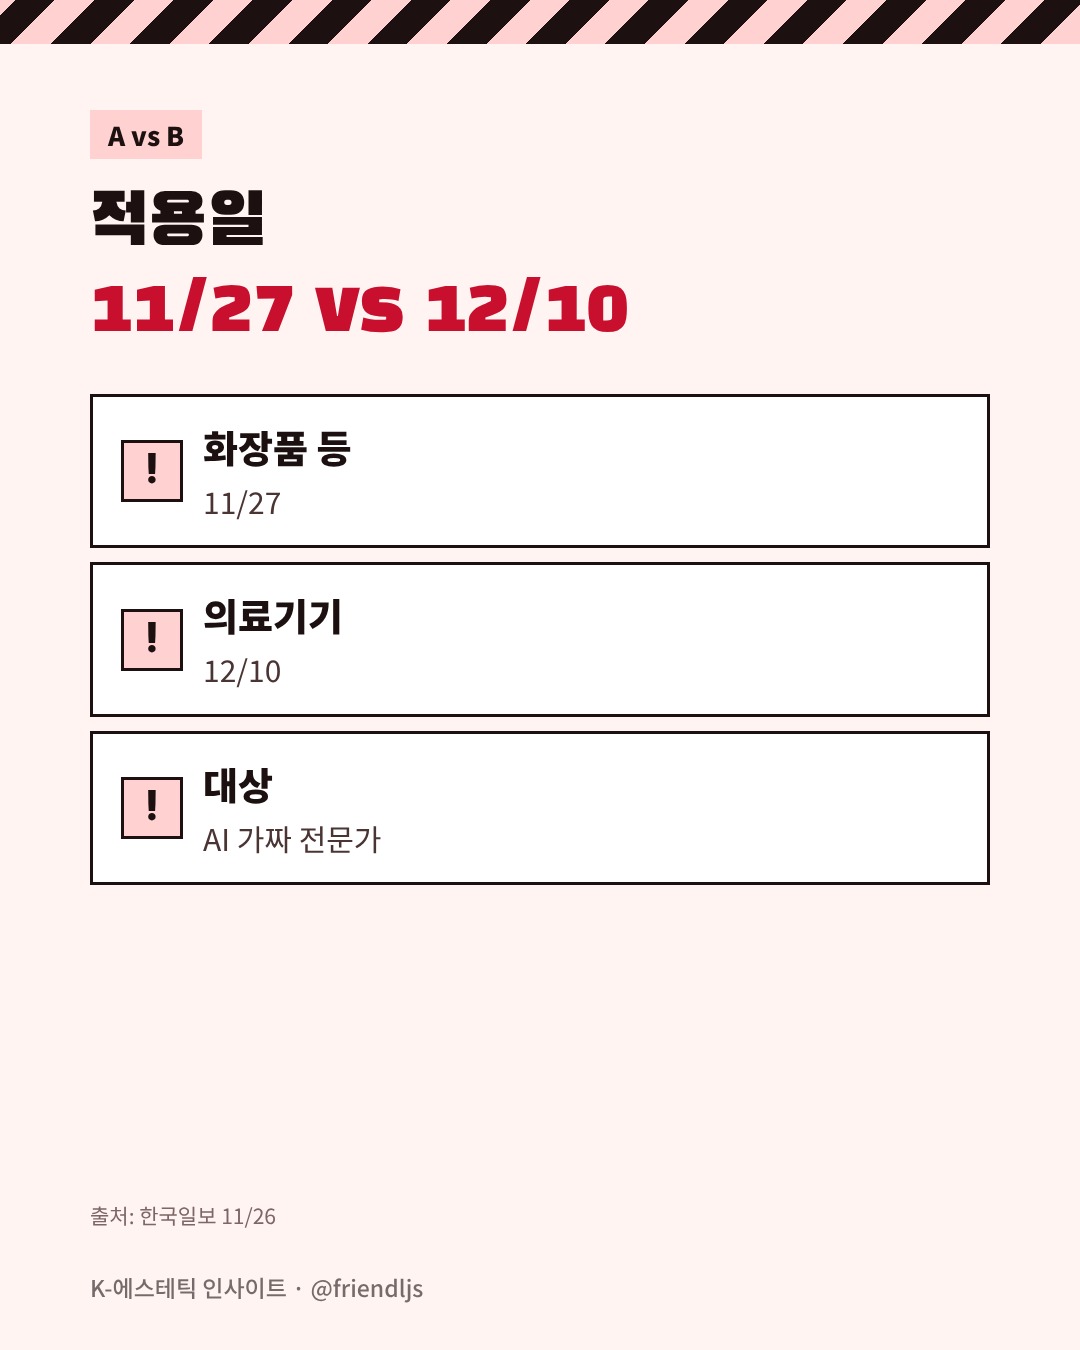 A vs B
적용일
11/27 VS 12/10
!
화장품 등
11/27
!
의료기기
12/10
!
대상
AI 가짜 전문가
출처: 한국일보 11/26
K-에스테틱 인사이트 · @friendljs